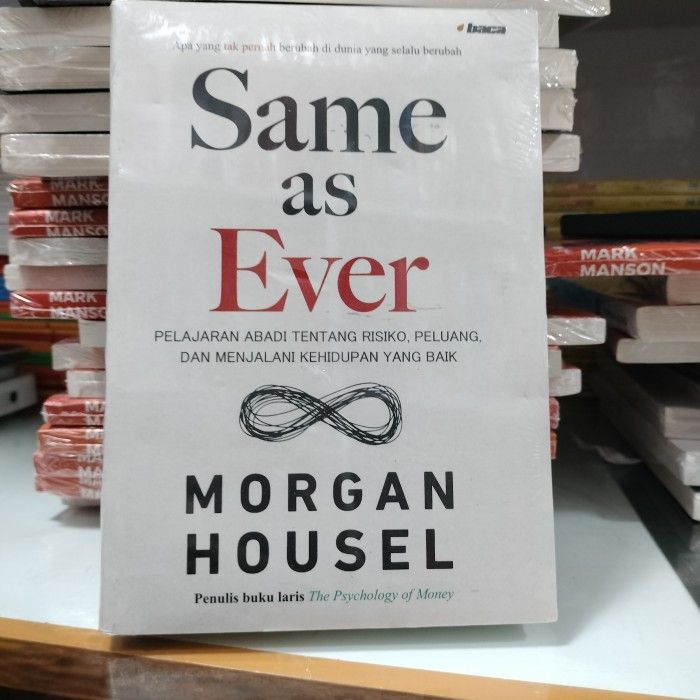 baca
Apa yang tak pernah berubah di dunia yang selalu berubah
Same
as
Ever
PELAJARAN ABADI TENTANG RISIKO, PELUANG,
DAN MENJALANI KEHIDUPAN YANG BAIK
MORGAN
HOUSEL
Penulis buku laris The Psychology of Money
MARK
MANSON
MARK
MANSO
MARK
MARK
MANSON